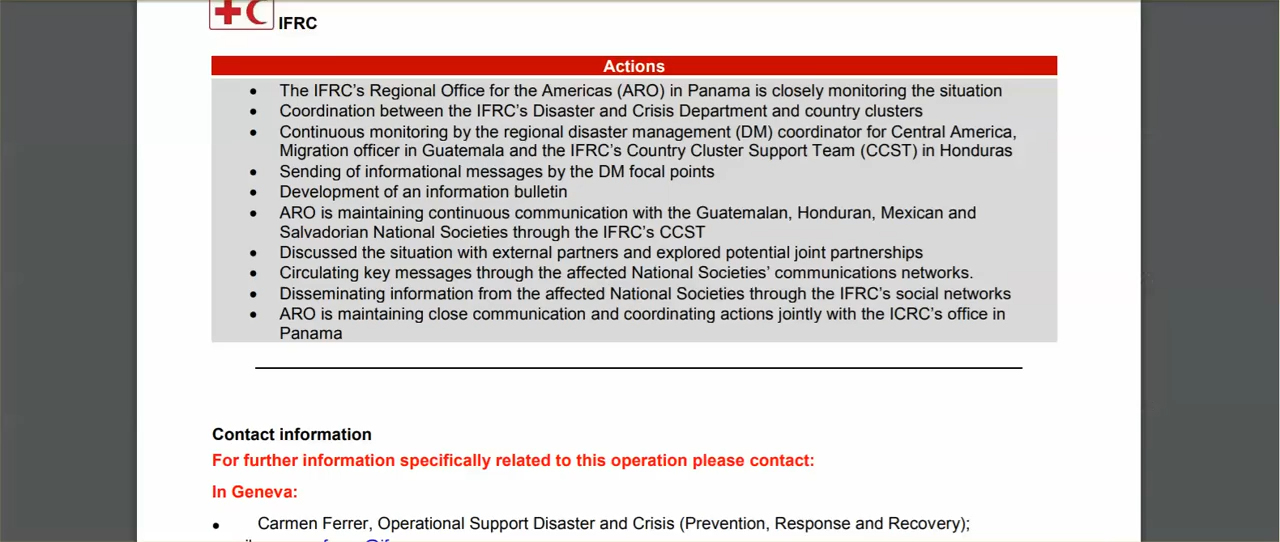 IFRC
Actions
• The IFRC's Regional Office for the Americas (ARO) in Panama is closely monitoring the situation
• Coordination between the IFRC's Disaster and Crisis Department and country clusters
• Continuous monitoring by the regional disaster management (DM) coordinator for Central America,
Migration officer in Guatemala and the IFRC's Country Cluster Support Team (CCST) in Honduras
• Sending of informational messages by the DM focal points
• Development of an information bulletin
• ARO is maintaining continuous communication with the Guatemalan, Honduran, Mexican and
Salvadorian National Societies through the IFRC's CCST
• Discussed the situation with external partners and explored potential joint partnerships
• Circulating key messages through the affected National Societies' communications networks.
• Disseminating information from the affected National Societies through the IFRC's social networks
• ARO is maintaining close communication and coordinating actions jointly with the ICRC's office in
Panama
Contact information
For further information specifically related to this operation please contact:
In Geneva:
• Carmen Ferrer, Operational Support Disaster and Crisis (Prevention, Response and Recovery);